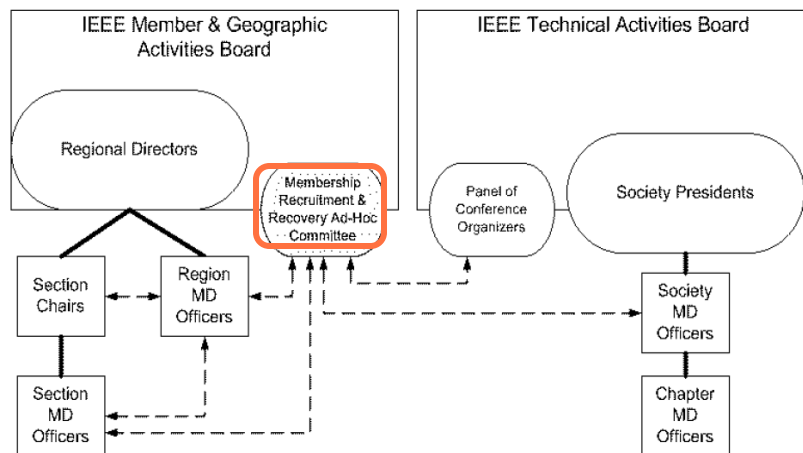 IEEE Member & Geographic
Activities Board
IEEE Technical Activities Board
Regional Directors
Membership
Recruitment &
Recovery Ad-Hoc
Committee
Panel of
Conference
Organizers
Society Presidents
Section
Chairs
Region
MD
Officers
Society
MD
Officers
Section
MD
Officers
Chapter
MD
Officers